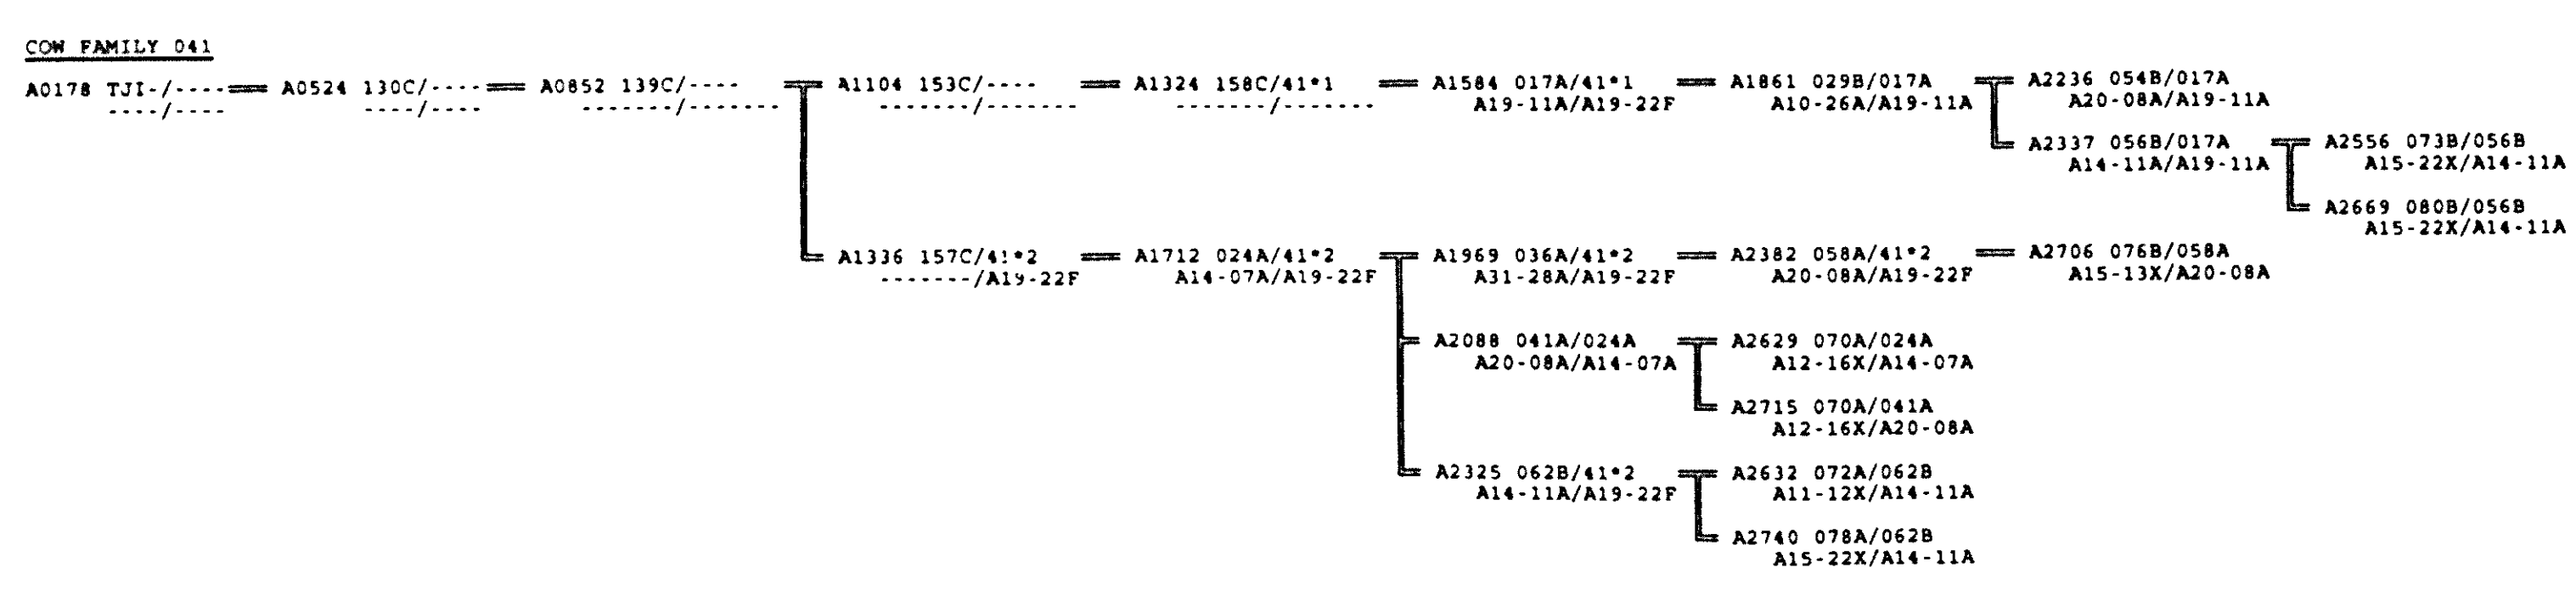 COW FAMILY 041
A0178 TJI-/---- A0524 130C/---- A0852 139C/---- A1104 153C/---- A1324 158C/41*1 A1584 017A/41*1 A1861 029B/017A A2236 054B/017A
----/---- ----/---- -------/------- -------/------- -------/------- A19-11A/A19-22F A10-26A/A19-11A A20-08A/A19-11A
A2337 056B/017A A2556 073B/056B
A14-11A/A19-11A A15-22X/A14-11A
A2669 080B/056B
A15-22X/A14-11A
A1336 157C/41*2 A1712 024A/41*2 A1969 036A/41*2 A2382 058A/41*2 A2706 076B/058A
-------/A19-22F A14-07A/A19-22F A31-28A/A19-22F A20-08A/A19-22F A15-13X/A20-08A
A2088 041A/024A A2629 070A/024A
A20-08A/A14-07A A12-16X/A14-07A
A2715 070A/041A
A12-16X/A20-08A
A2325 062B/41*2 A2632 072A/062B
A14-11A/A19-22F A11-12X/A14-11A
A2740 078A/062B
A15-22X/A14-11A